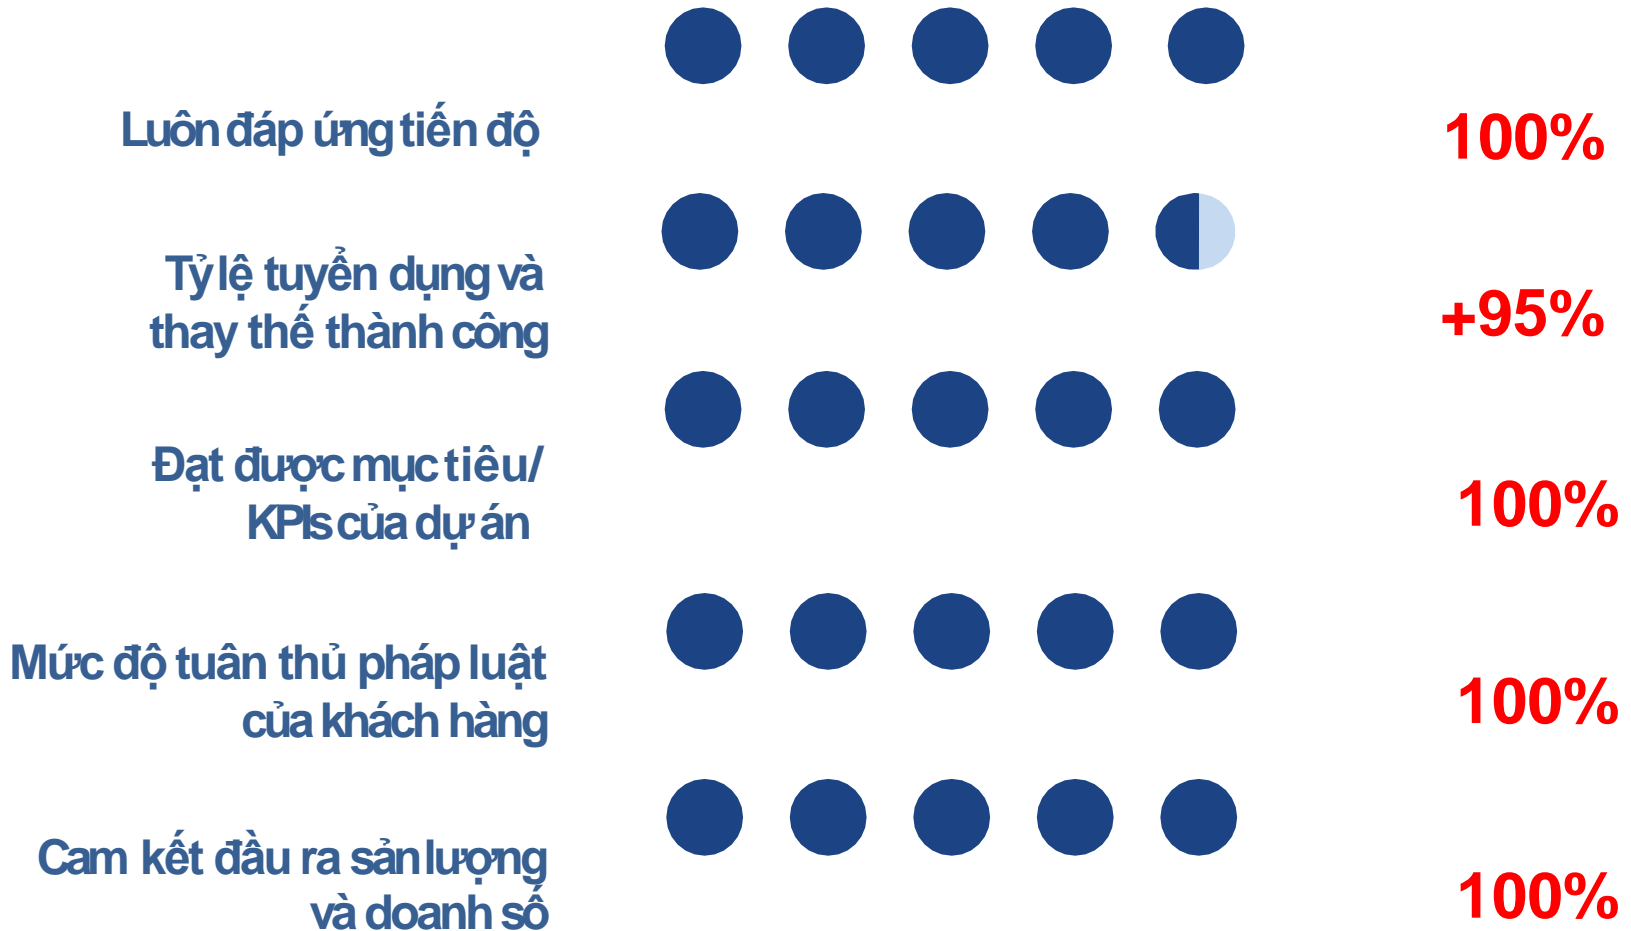 Luôn đáp ứng tiến độ
100%
Tỷ lệ tuyển dụng và
thay thế thành công
+95%
Đạt được mục tiêu/
KPIs của dự án
100%
Mức độ tuân thủ pháp luật
của khách hàng
100%
Cam kết đầu ra sản lượng
và doanh số
100%